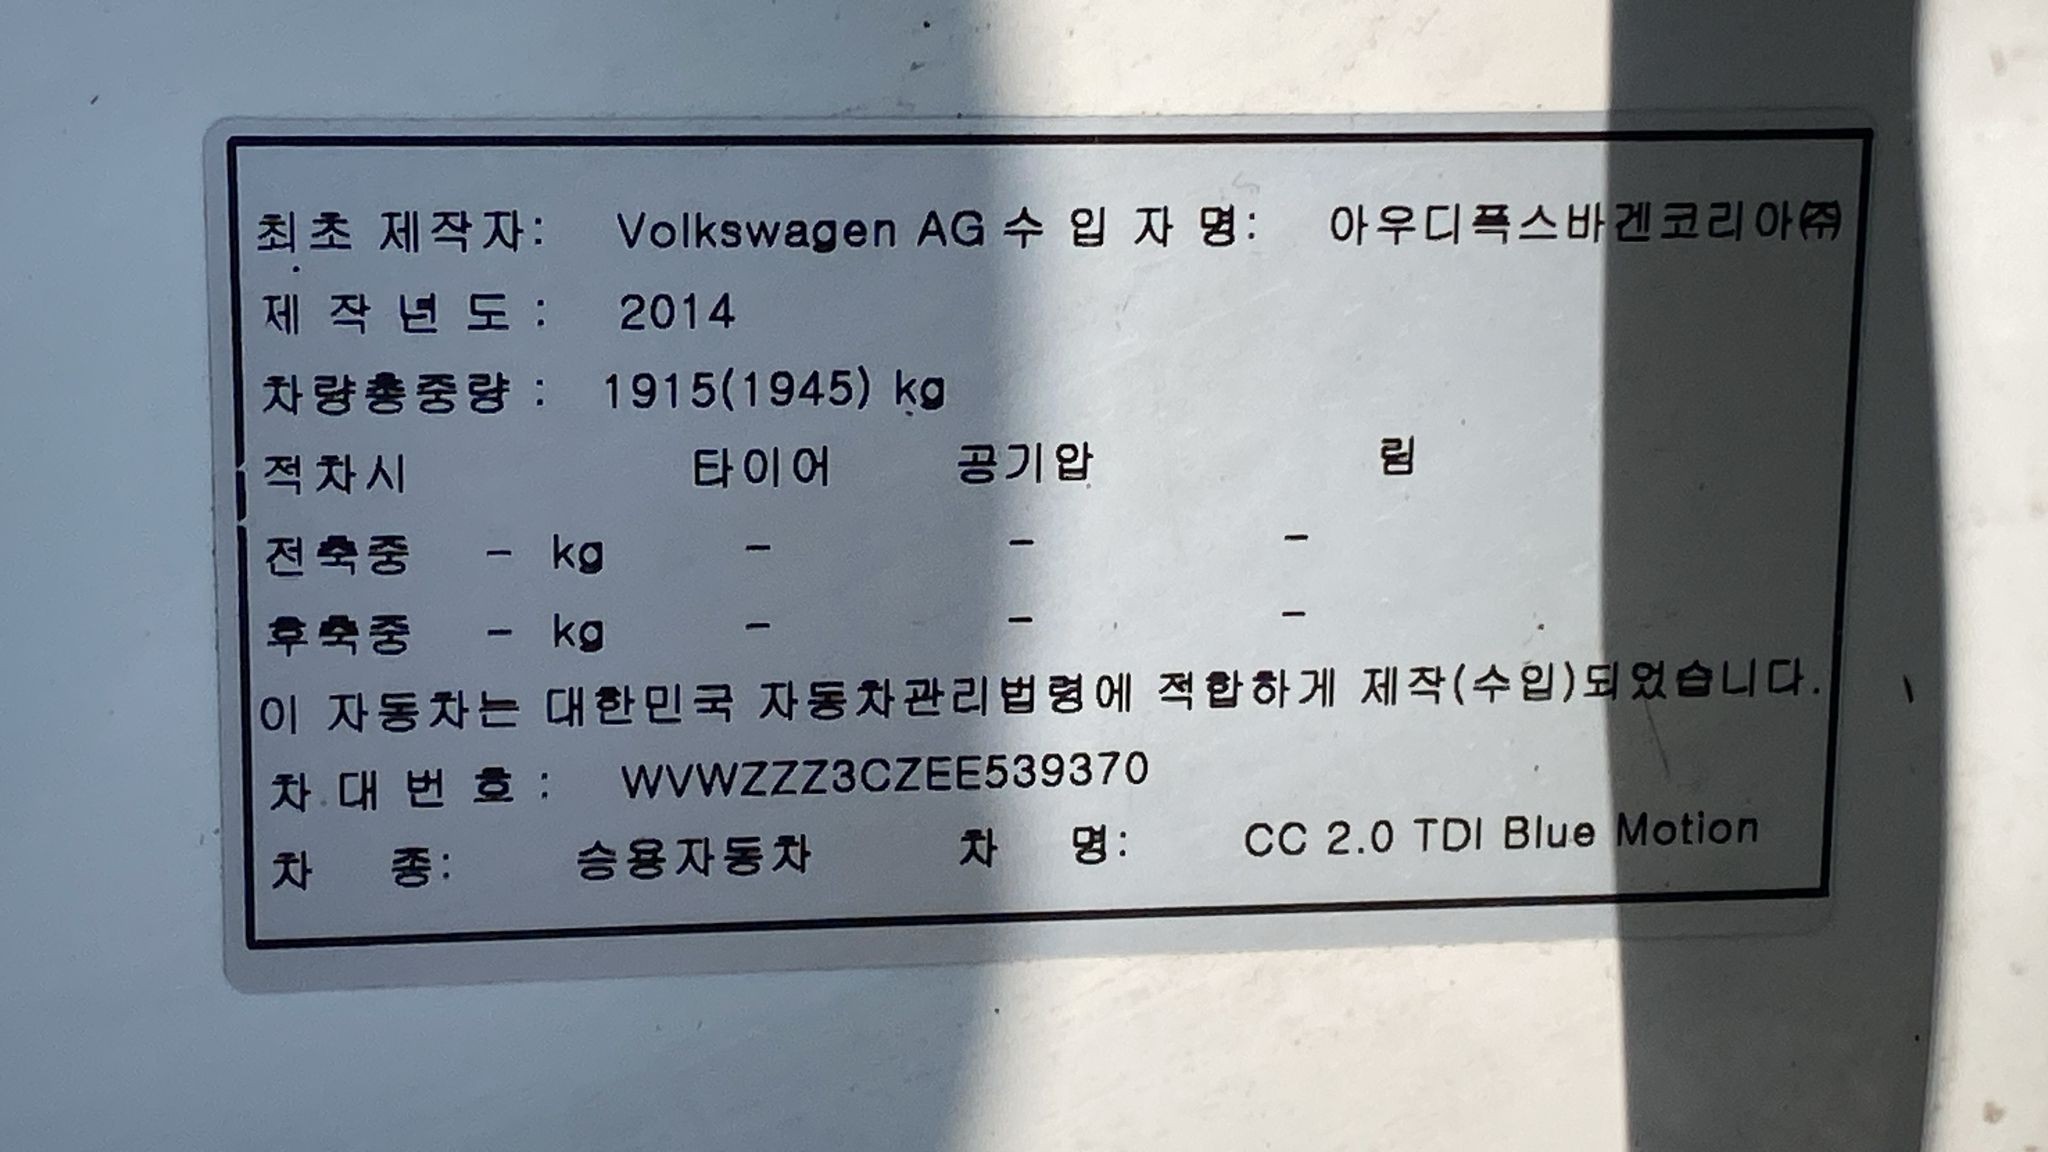 최초 제작자: Volkswagen AG 수 입 자 명: 아우디폭스바겐코리아㈜
제 작 년 도 : 2014
차량총중량 : 1915(1945) kg
적차시 타이어 공기압 림
전축중 - kg - - -
후축중 - kg - - -
이 자동차는 대한민국 자동차관리법령에 적합하게 제작(수입)되었습니다.
차 대 번 호 : WVWZZZ3CZEE539370
차 종: 승용자동차 차 명: CC 2.0 TDI Blue Motion